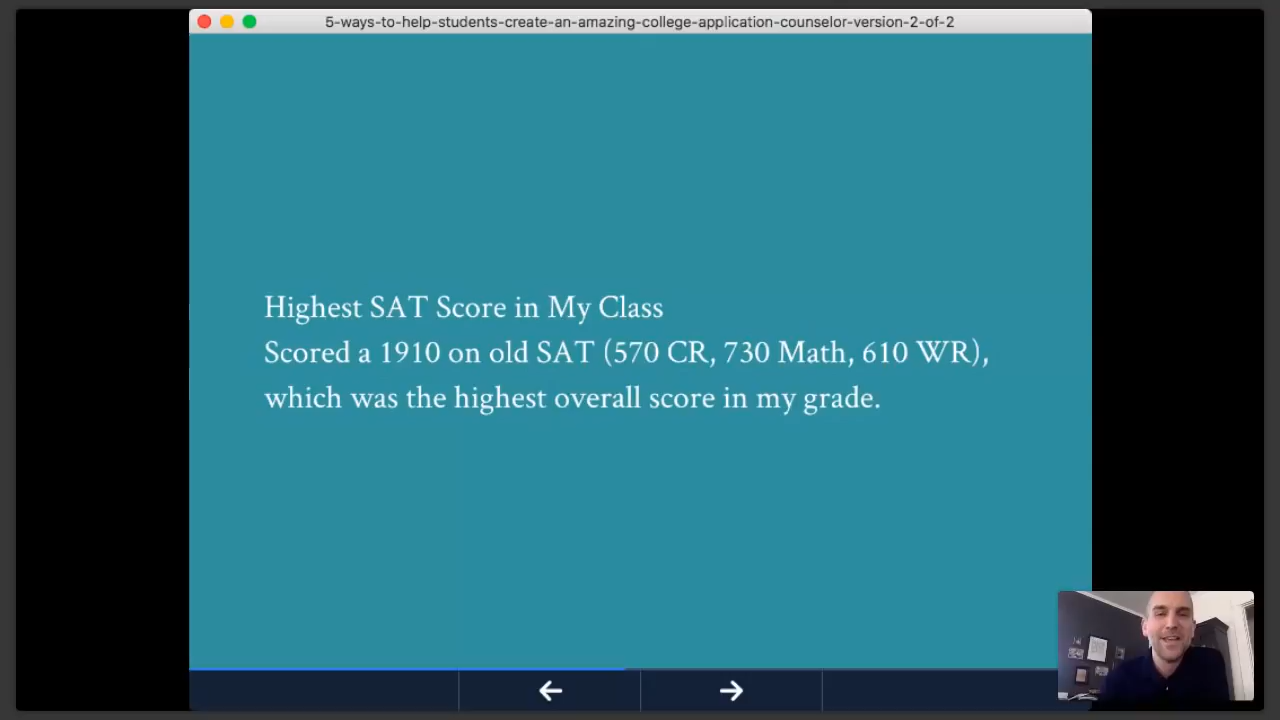 5-ways-to-help-students-create-an-amazing-college-application-counselor-version-2-of-2
Highest SAT Score in My Class
Scored a 1910 on old SAT (570 CR, 730 Math, 610 WR),
which was the highest overall score in my grade.